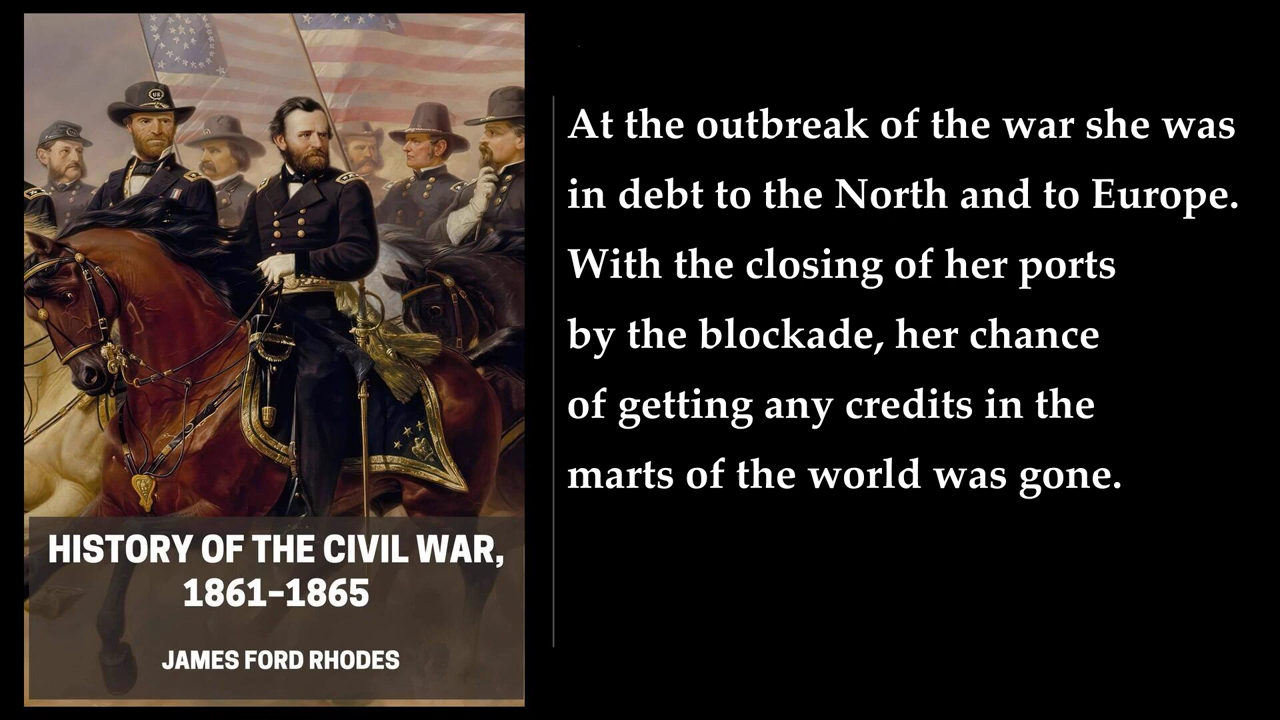 At the outbreak of the war she was
in debt to the North and to Europe.
With the closing of her ports
by the blockade, her chance
of getting any credits in the
marts of the world was gone.
HISTORY OF THE CIVIL WAR,
1861–1865
JAMES FORD RHODES